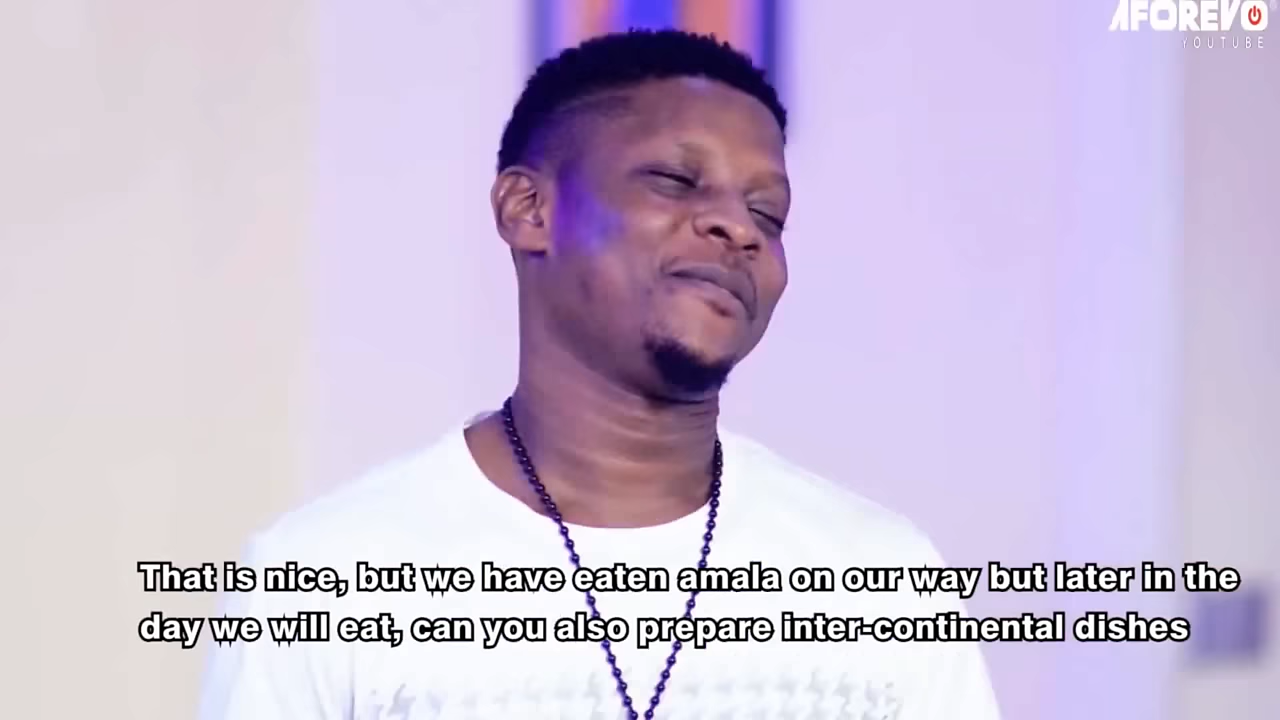 AFOREVO
YOUTUBE
That is nice, but we have eaten amala on our way but later in the
day we will eat, can you also prepare inter-continental dishes